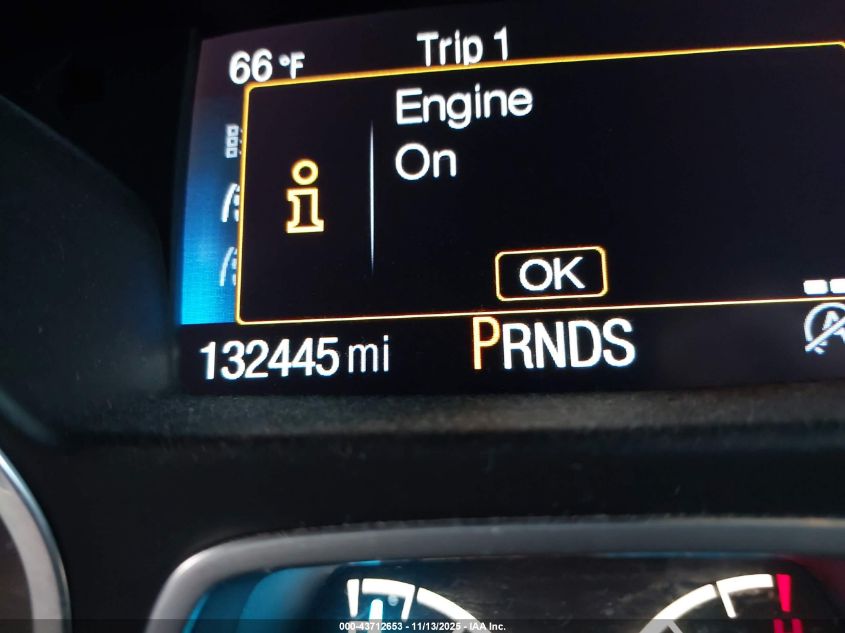 66 °F Trip 1
Engine
On
OK
132445 mi PRNDS A
000-43712653 - 11/13/2025 - IAA Inc.